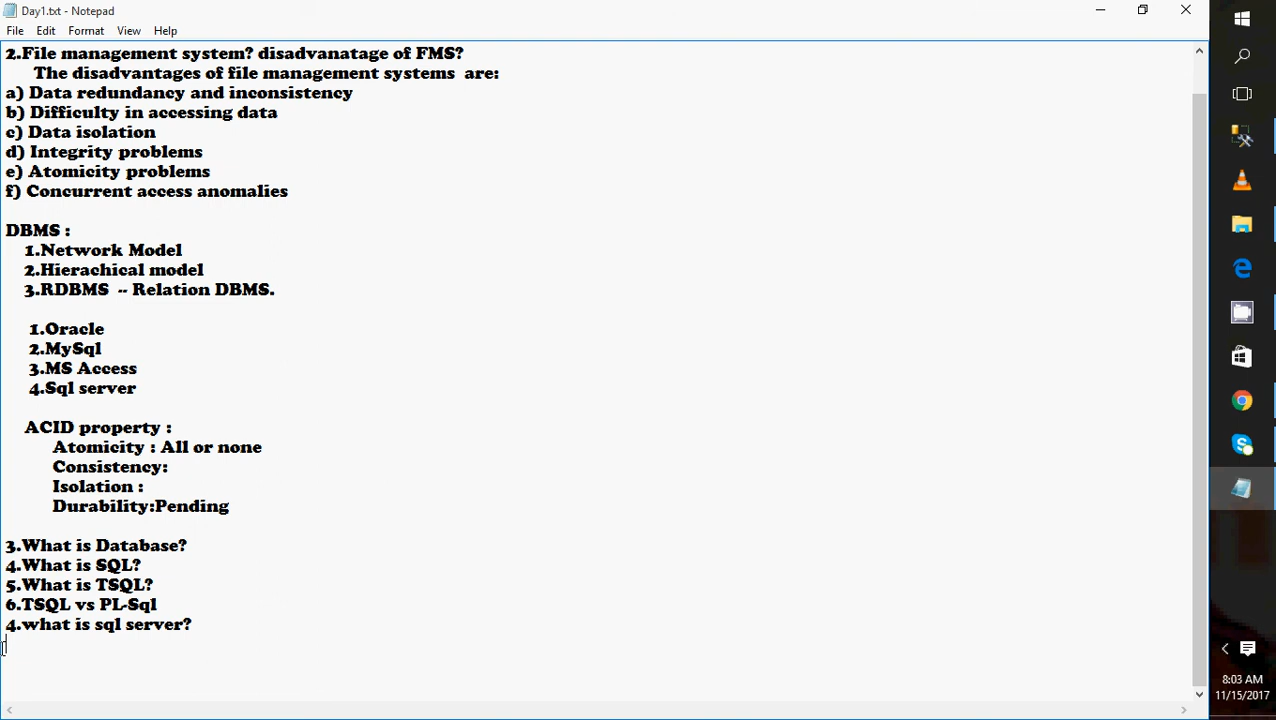 Day1.txt - Notepad
File Edit Format View Help
2.File management system? disadvanatage of FMS?
The disadvantages of file management systems are:
a) Data redundancy and inconsistency
b) Difficulty in accessing data
c) Data isolation
d) Integrity problems
e) Atomicity problems
f) Concurrent access anomalies
DBMS :
1.Network Model
2.Hierachical model
3.RDBMS -- Relation DBMS.
1.Oracle
2.MySql
3.MS Access
4.Sql server
ACID property :
Atomicity : All or none
Consistency:
Isolation :
Durability:Pending
3.What is Database?
4.What is SQL?
5.What is TSQL?
6.TSQL vs PL-Sql
4.what is sql server?
8:03 AM
11/15/2017